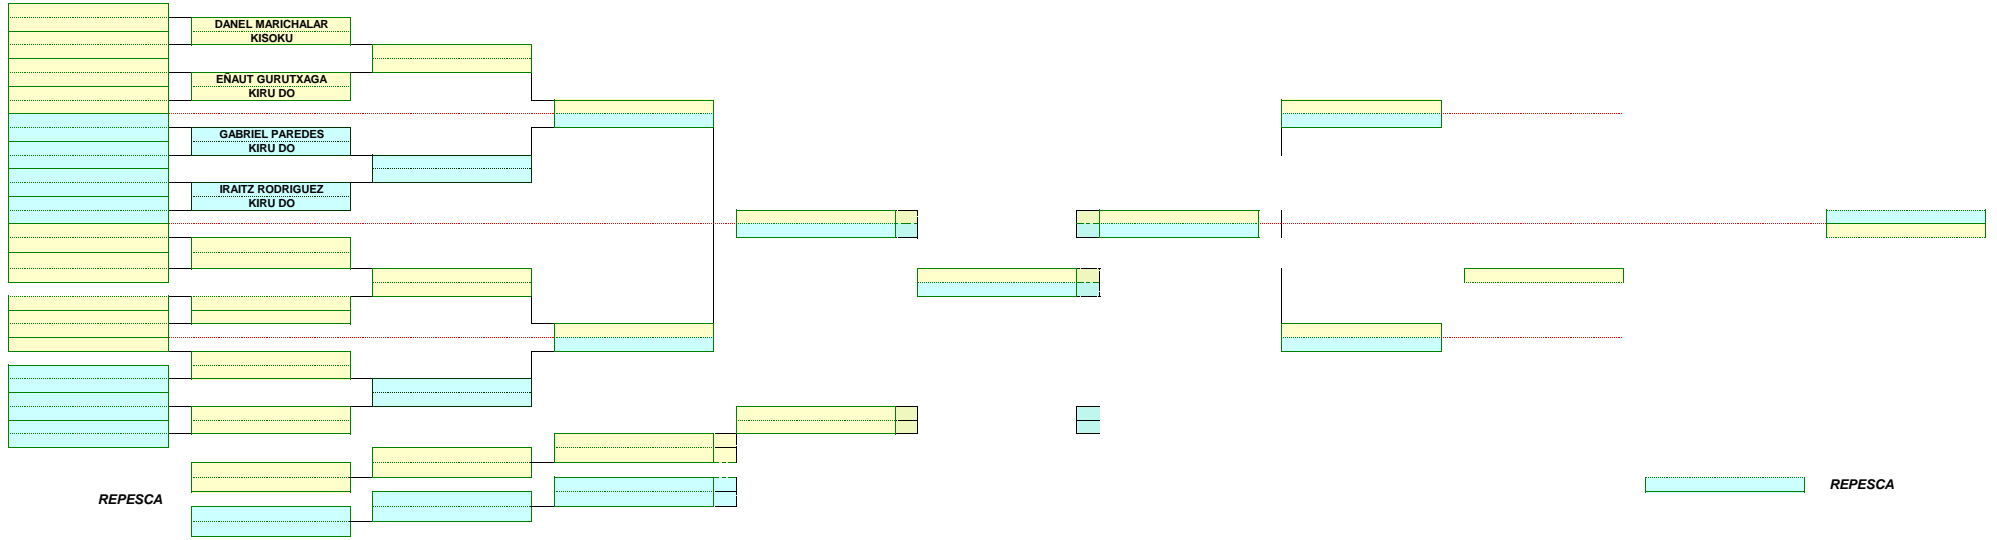 DANEL MARICHALAR
KISOKU
EÑAUT GURUTXAGA
KIRU DO
GABRIEL PAREDES
KIRU DO
IRAITZ RODRIGUEZ
KIRU DO
REPESCA
REPESCA